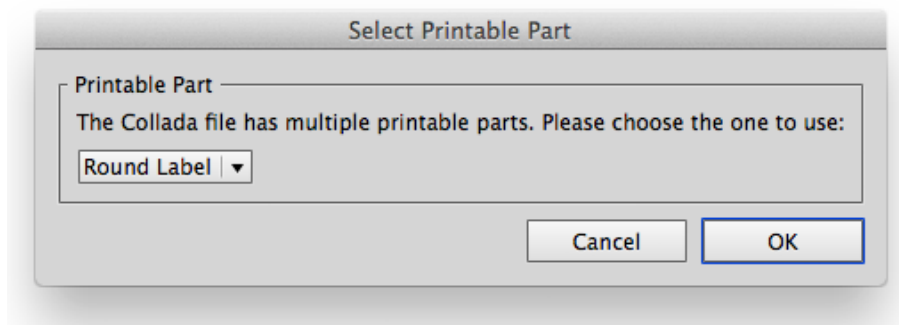 Select Printable Part
Printable Part
The Collada file has multiple printable parts. Please choose the one to use:
Round Label
Cancel
OK